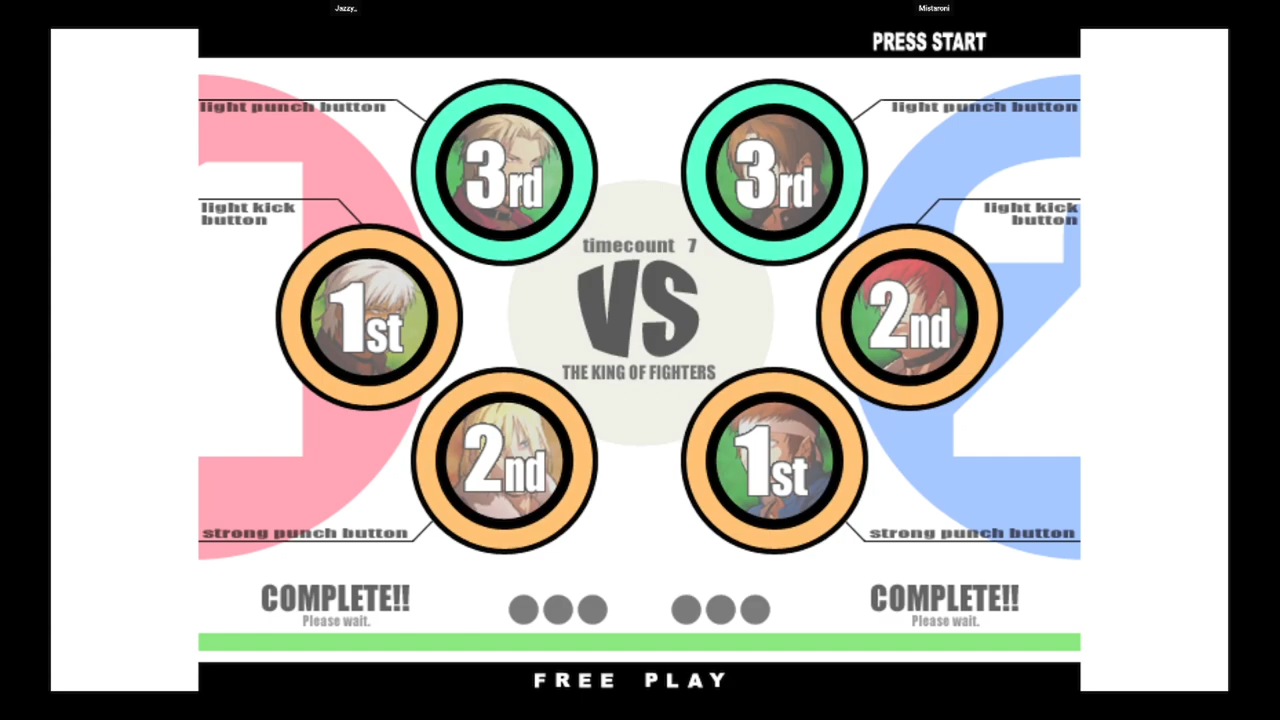 Jazzy_
Mistaroni
PRESS START
light punch button
light punch button
3rd
3rd
light kick
button
light kick
button
timecount 7
1st
VS
2nd
THE KING OF FIGHTERS
2nd
1st
strong punch button
strong punch button
COMPLETE!!
Please wait.
COMPLETE!!
Please wait.
FREE PLAY